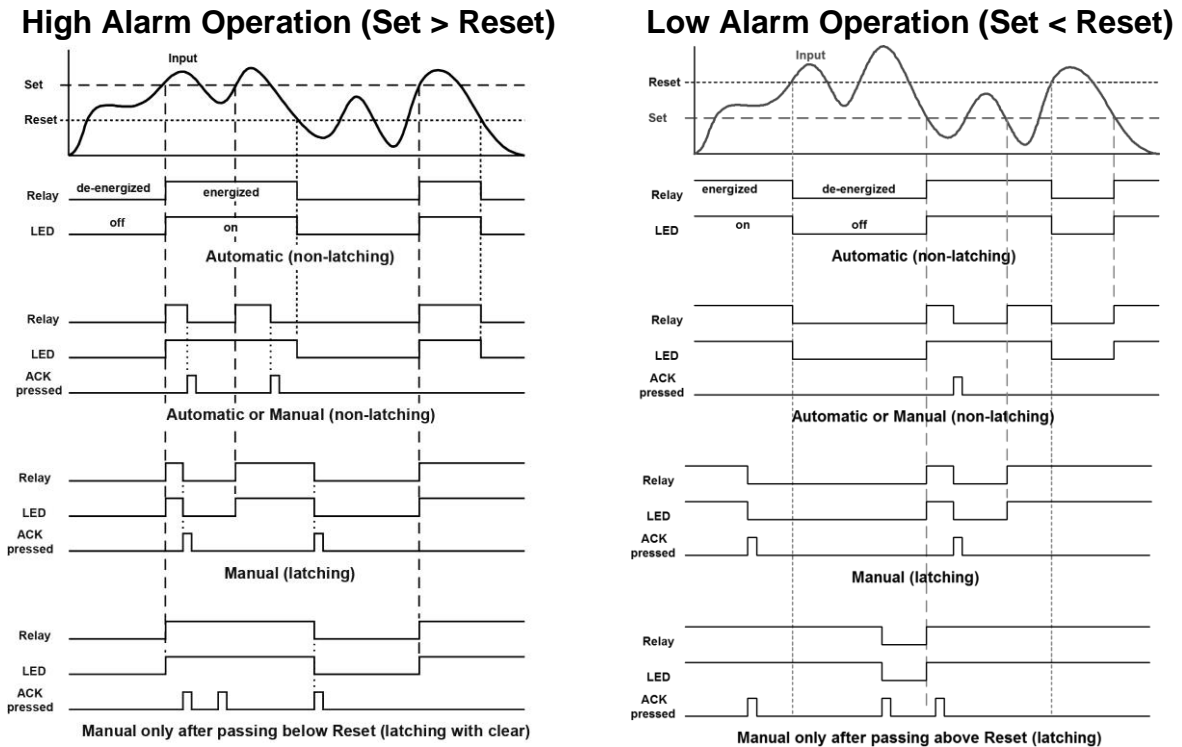 High Alarm Operation (Set > Reset)
Input
Set
Reset
Relay
de-energized
energized
LED
off
on
Automatic (non-latching)
Relay
LED
ACK
pressed
Automatic or Manual (non-latching)
Relay
LED
ACK
pressed
Manual (latching)
Relay
LED
ACK
pressed
Manual only after passing below Reset (latching with clear)
Low Alarm Operation (Set < Reset)
Input
Reset
Set
Relay
energized
de-energized
LED
on
off
Automatic (non-latching)
Relay
LED
ACK
pressed
Automatic or Manual (non-latching)
Relay
LED
ACK
pressed
Manual (latching)
Relay
LED
ACK
pressed
Manual only after passing above Reset (latching)